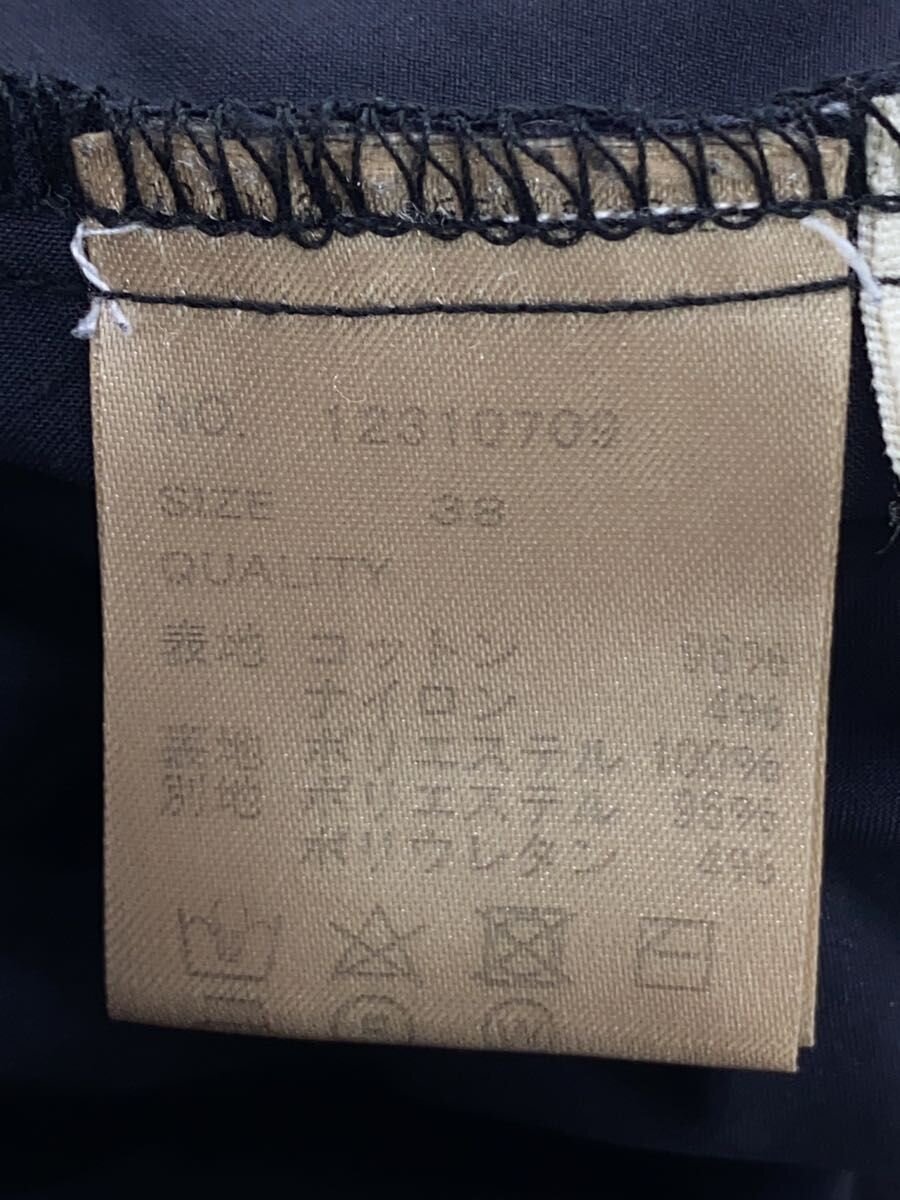 NO. 12310709
SIZE 38
QUALITY
表地 コットン 96%
ナイロン 4%
表地 ポリエステル 100%
別地 ポリエステル 96%
ポリウレタン 4%